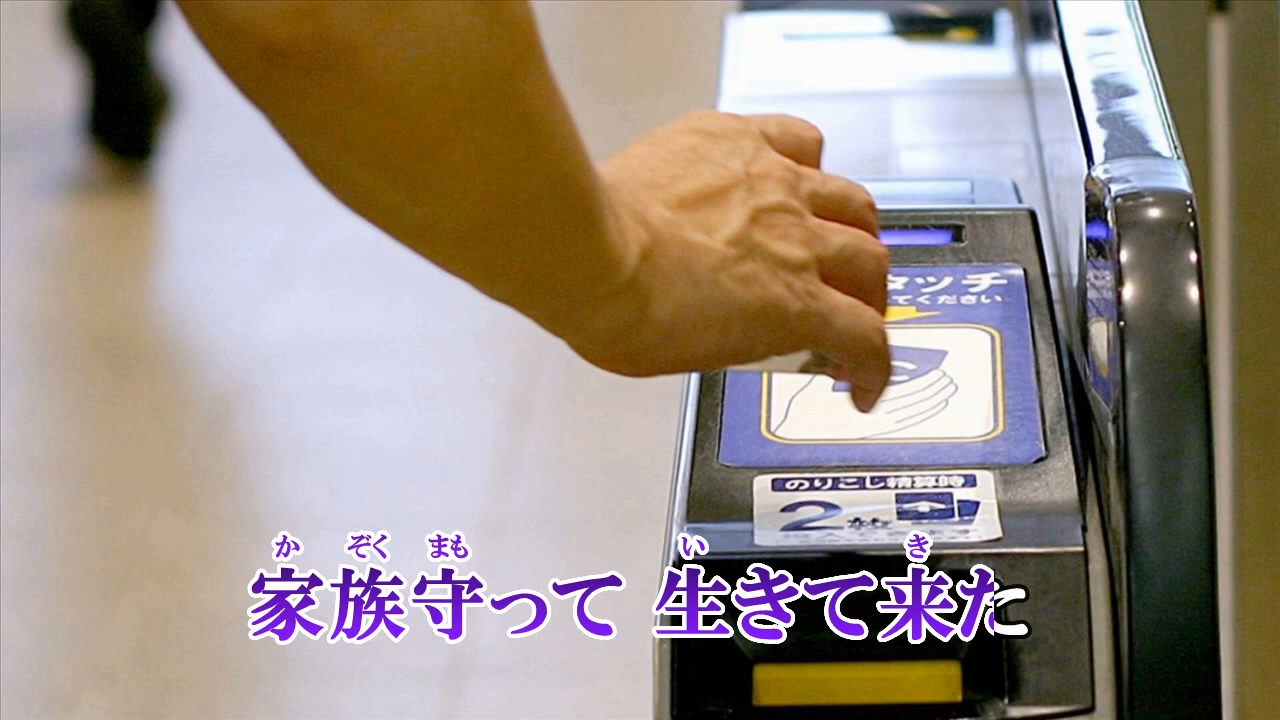 タッチ
てください
のりこし精算時
2枚
か ぞく まも い き
家族守って 生きて来た